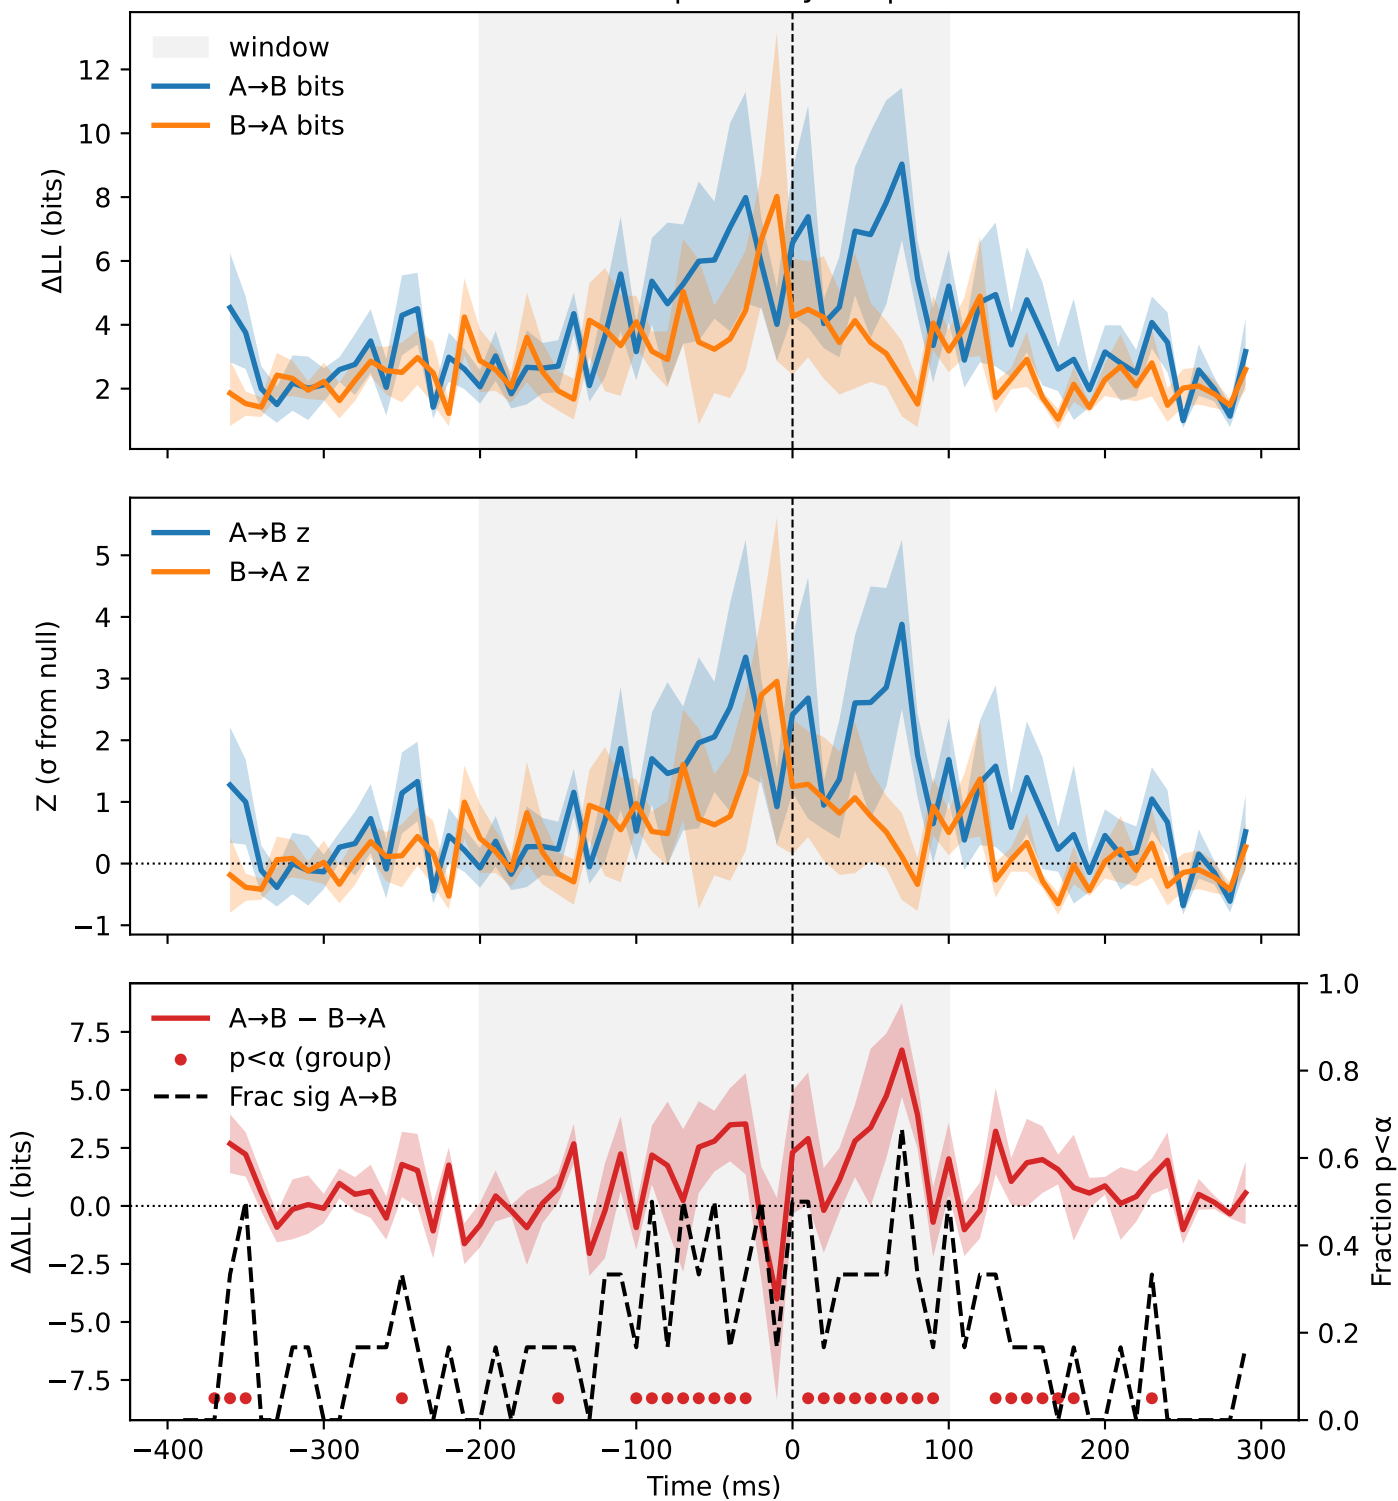 window
A→B bits
B→A bits
ΔLL (bits)
12
10
8
6
4
2
A→B z
B→A z
Z (σ from null)
5
4
3
2
1
0
−1
A→B − B→A
p<α (group)
Frac sig A→B
ΔΔLL (bits)
7.5
5.0
2.5
0.0
−2.5
−5.0
−7.5
1.0
0.8
0.6
0.4
0.2
0.0
Fraction p<α
−400 −300 −200 −100 0 100 200 300
Time (ms)